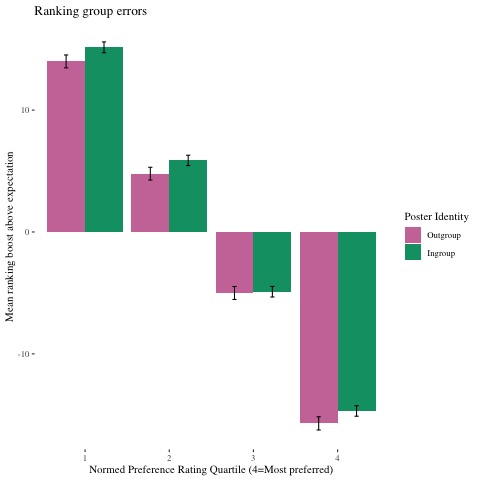 Ranking group errors
Mean ranking boost above expectation
10
0
-10
1
2
3
4
Normed Preference Rating Quartile (4=Most preferred)
Poster Identity
Outgroup
Ingroup